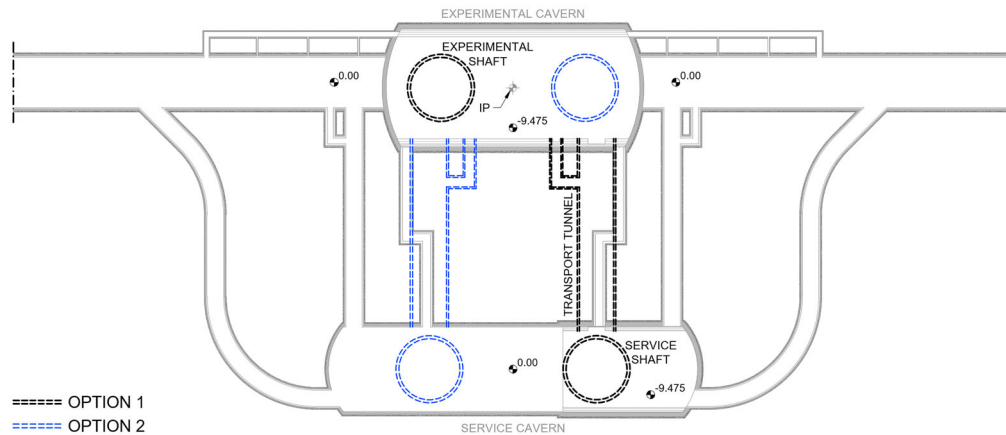 EXPERIMENTAL CAVERN
EXPERIMENTAL
SHAFT
0.00
0.00
IP
-9.475
TRANSPORT TUNNEL
SERVICE
SHAFT
0.00
-9.475
OPTION 1
OPTION 2
SERVICE CAVERN